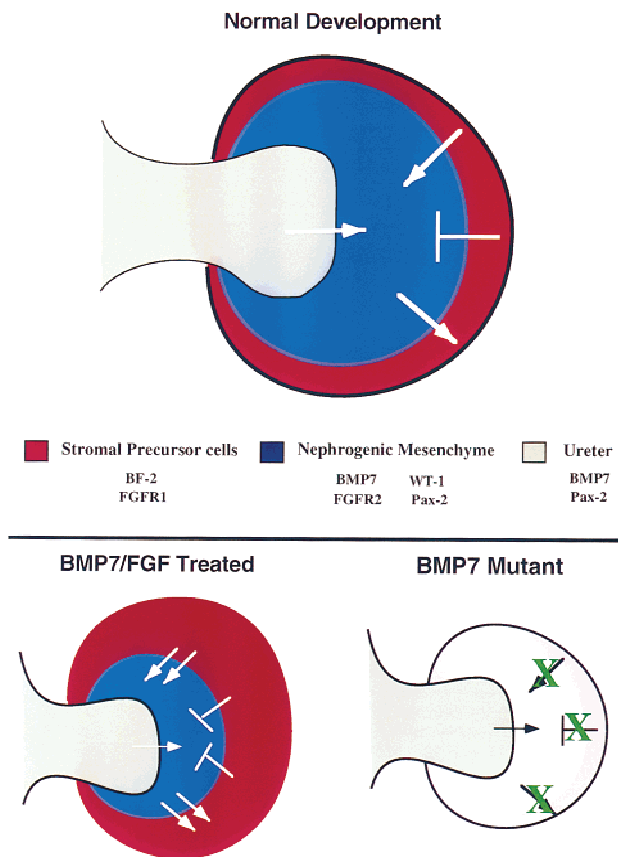 Normal Development
Stromal Precursor cells
BF-2
FGFR1
Nephrogenic Mesenchyme
BMP7 WT-1
FGFR2 Pax-2
Ureter
BMP7
Pax-2
BMP7/FGF Treated
BMP7 Mutant
X
X
X